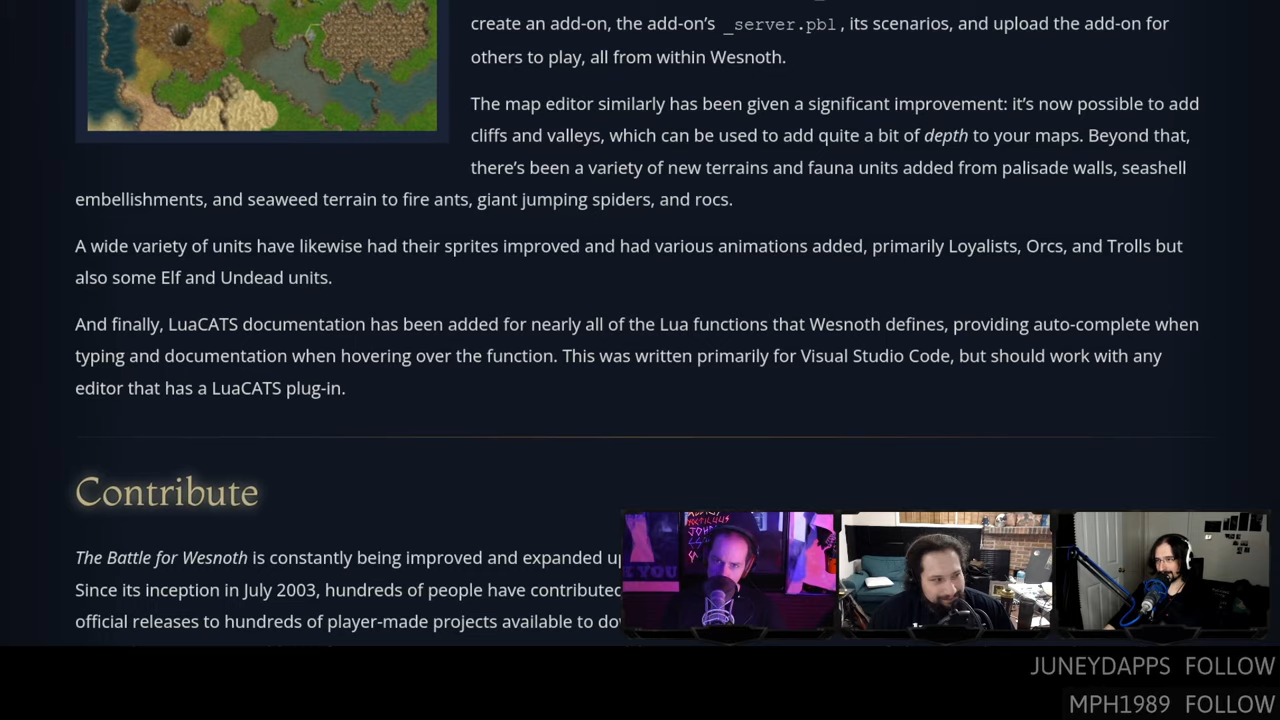 create an add-on, the add-on's _server.pbl, its scenarios, and upload the add-on for
others to play, all from within Wesnoth.
The map editor similarly has been given a significant improvement: it's now possible to add
cliffs and valleys, which can be used to add quite a bit of depth to your maps. Beyond that,
there's been a variety of new terrains and fauna units added from palisade walls, seashell
embellishments, and seaweed terrain to fire ants, giant jumping spiders, and rocs.
A wide variety of units have likewise had their sprites improved and had various animations added, primarily Loyalists, Orcs, and Trolls but
also some Elf and Undead units.
And finally, LuaCATS documentation has been added for nearly all of the Lua functions that Wesnoth defines, providing auto-complete when
typing and documentation when hovering over the function. This was written primarily for Visual Studio Code, but should work with any
editor that has a LuaCATS plug-in.
Contribute
The Battle for Wesnoth is constantly being improved and expanded
Since its inception in July 2003, hundreds of people have contributed
official releases to hundreds of player-made projects available to
JUNEYDAPPS FOLLOW
MPH1989 FOLLOW